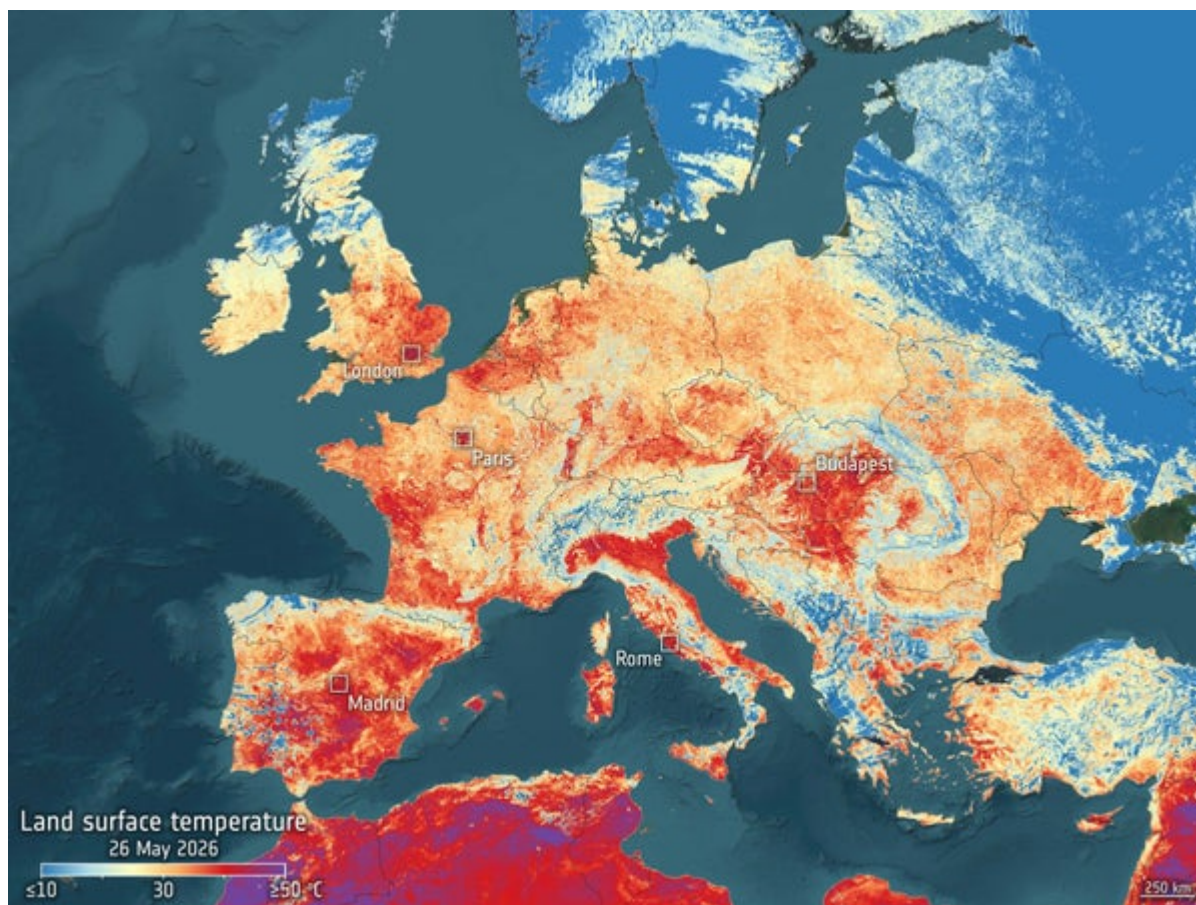 London
Paris
Budapest
Rome
Madrid
Land surface temperature
26 May 2026
≤10 30 ≥50 °C
250 km